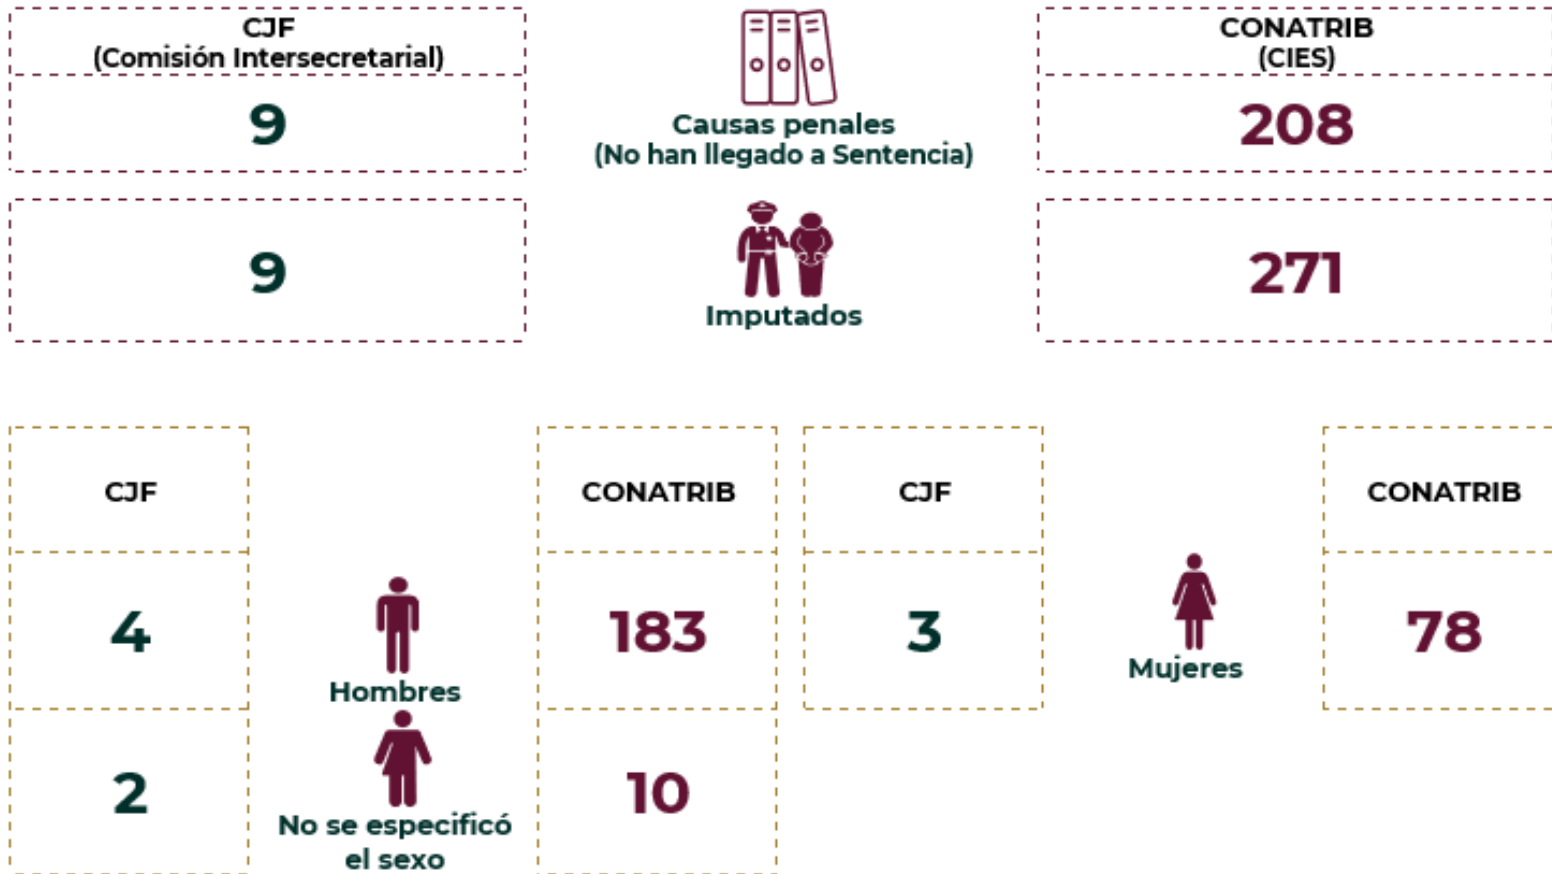 CJF
(Comisión Intersecretarial)
CONATRIB
(CIES)
9
Causas penales
(No han llegado a Sentencia)
208
9
Imputados
271
CJF
CONATRIB
CJF
CONATRIB
4
Hombres
183
3
Mujeres
78
2
No se especificó
el sexo
10